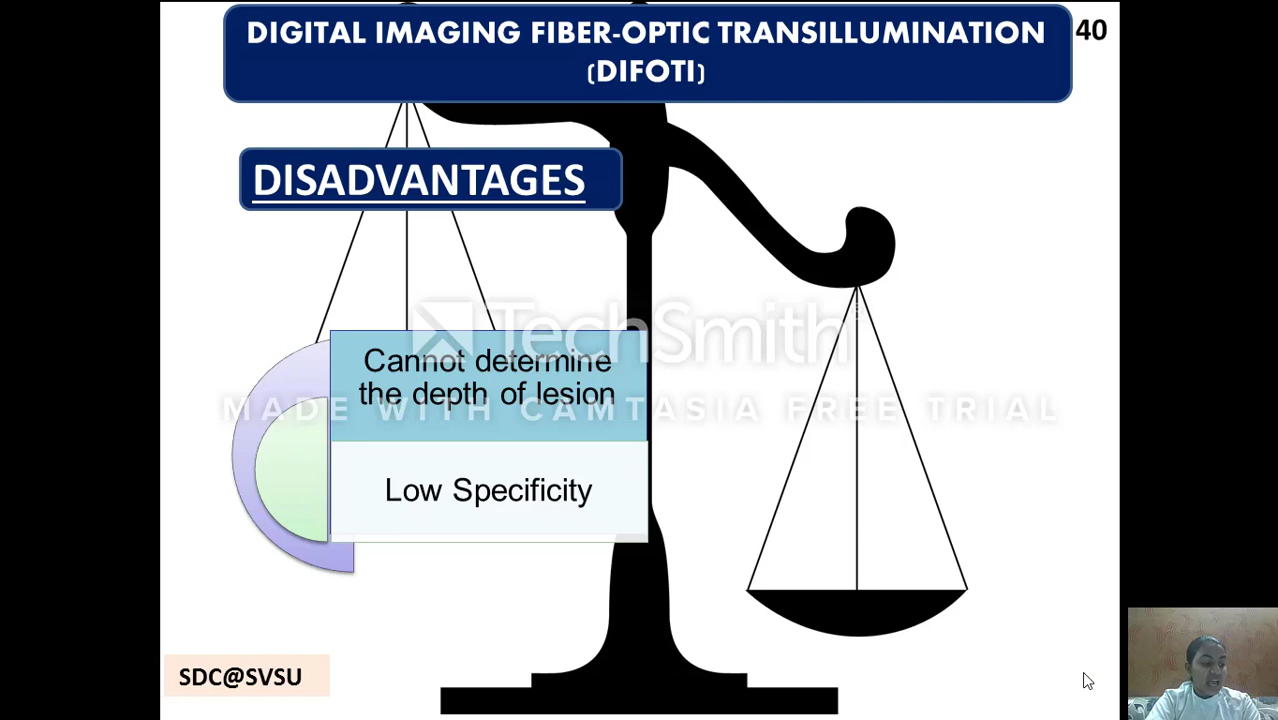 DIGITAL IMAGING FIBER-OPTIC TRANSILLUMINATION
(DIFOTI)
40
DISADVANTAGES
TechSmith
Cannot determine
the depth of lesion
MADE WITH CAMTASIA FREE TRIAL
Low Specificity
SDC@SVSU